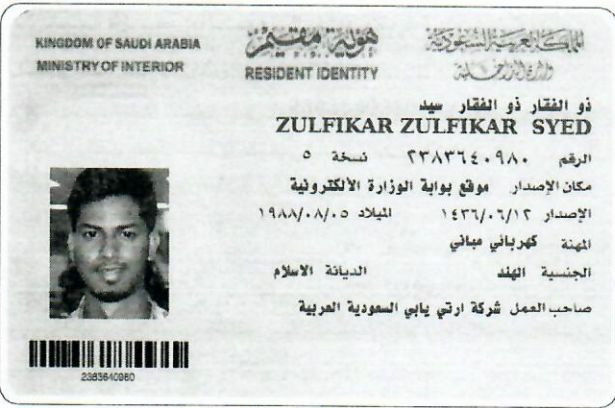 KINGDOM OF SAUDI ARABIA
MINISTRY OF INTERIOR
هوية مقيم
RESIDENT IDENTITY
المملكة العربية السعودية
وزارة الداخلية
ذو الفقار ذو الفقار سيد
ZULFIKAR ZULFIKAR SYED
الرقم ٢٣٨٣٦٤٠٩٨٠ نسخة ٥
مكان الإصدار موقع بوابة الوزارة الألكترونية
الإصدار ١٤٣٦/٠٦/١٢ الميلاد ١٩٨٨/٠٨/٠٥
المهنة كهربائي مباني
الجنسية الهند الديانة الاسلام
صاحب العمل شركة ارتي يابي السعودية العربية
2383640980